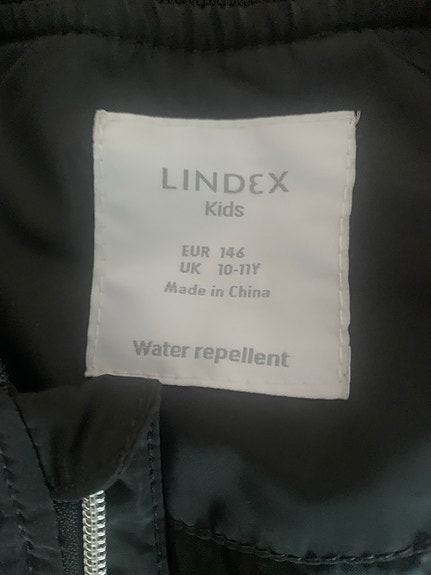 LINDEX
Kids
EUR 146
UK 10-11Y
Made in China
Water repellent